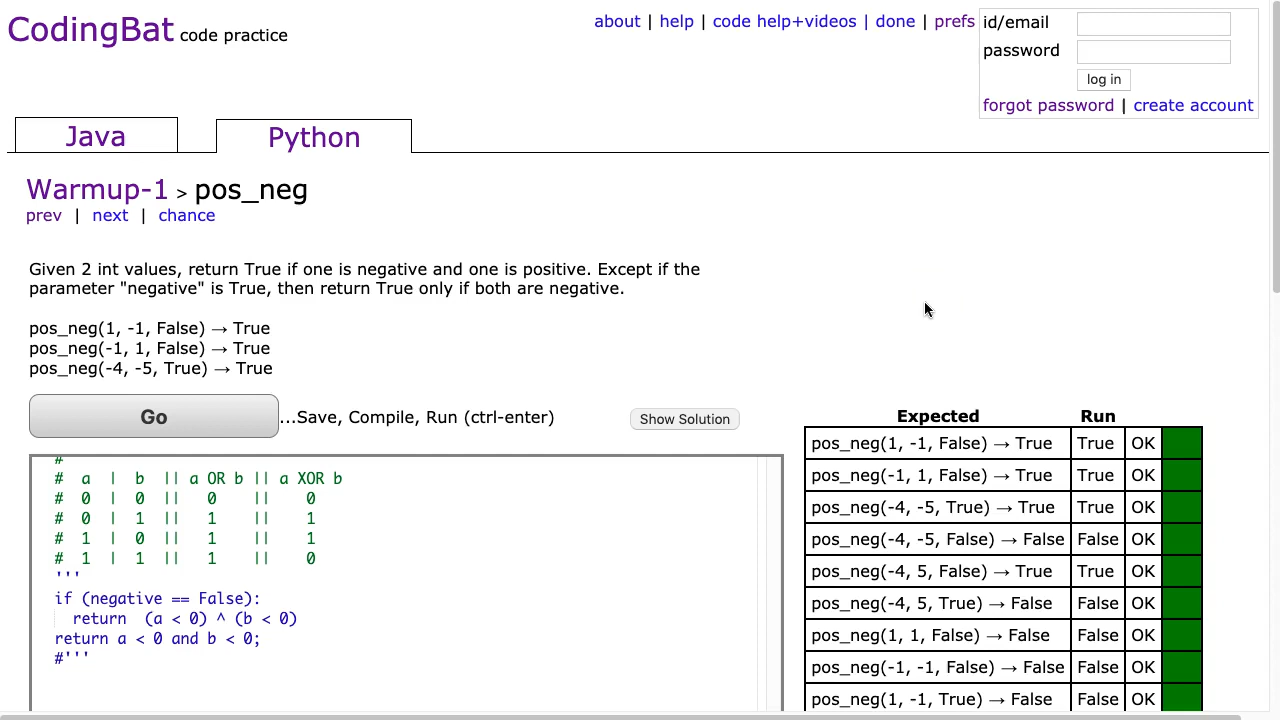 CodingBat code practice
about | help | code help+videos | done | prefs
id/email
password
log in
forgot password | create account
Java
Python
Warmup-1 > pos_neg
prev | next | chance
Given 2 int values, return True if one is negative and one is positive. Except if the
parameter "negative" is True, then return True only if both are negative.
pos_neg(1, -1, False) → True
pos_neg(-1, 1, False) → True
pos_neg(-4, -5, True) → True
Go ...Save, Compile, Run (ctrl-enter) Show Solution
#
# a | b || a OR b || a XOR b
# 0 | 0 || 0 || 0
# 0 | 1 || 1 || 1
# 1 | 0 || 1 || 1
# 1 | 1 || 1 || 0
'''
if (negative == False):
return (a < 0) ^ (b < 0)
return a < 0 and b < 0;
#'''
Expected Run
pos_neg(1, -1, False) → True True OK
pos_neg(-1, 1, False) → True True OK
pos_neg(-4, -5, True) → True True OK
pos_neg(-4, -5, False) → False False OK
pos_neg(-4, 5, False) → True True OK
pos_neg(-4, 5, True) → False False OK
pos_neg(1, 1, False) → False False OK
pos_neg(-1, -1, False) → False False OK
pos_neg(1, -1, True) → False False OK